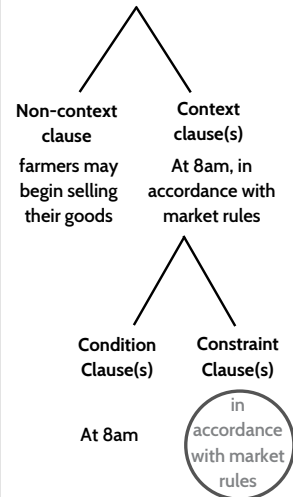 Non-context
clause
farmers may
begin selling
their goods
Context
clause(s)
At 8am, in
accordance with
market rules
Condition
Clause(s)
At 8am
Constraint
Clause(s)
in
accordance
with market
rules